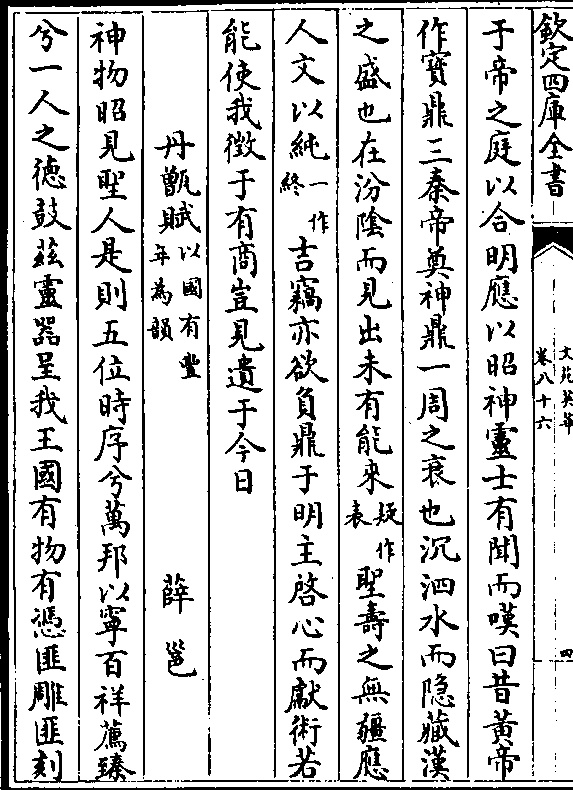 欽定四庫全書
文苑英華
卷八十六
四
于帝之庭以合明應以昭神靈士有聞而嘆曰昔黃帝
作寶鼎三秦帝奠神鼎一周之衰也沉泗水而隱藏漢
之盛也在汾陰而見出未有能來疑作表聖壽之無疆應
人文以純一作終吉竊亦欲負鼎于明主啓心而獻術若
能使我徴于有商豈見遺于今日
丹甑賦以國有豐年為韻
薛邕
神物昭見聖人是則五位時序兮萬邦以寧百祥薦臻
兮一人之德鼓茲靈器呈我王國有物有憑匪雕匪刻